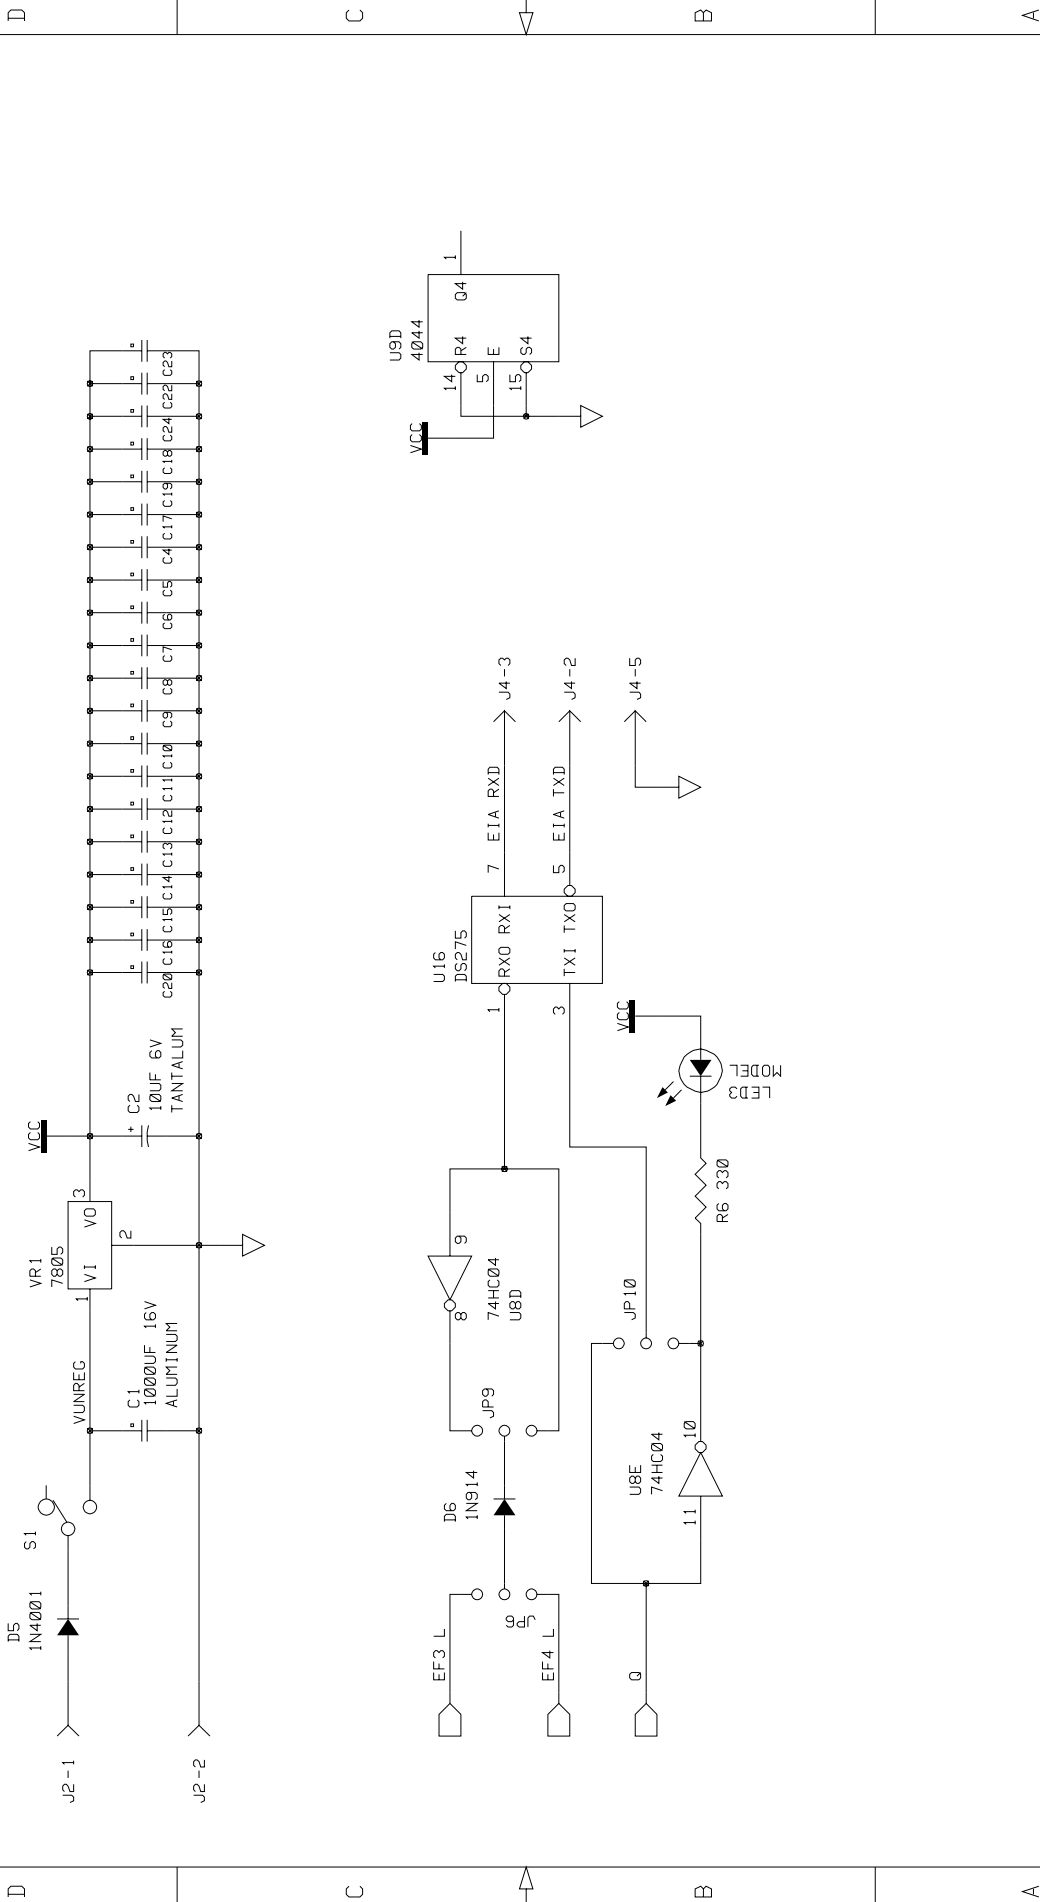 D
C
B
A
J2-1
D5
1N4001
S1
VUNREG
C1
1000UF 16V
ALUMINUM
VR1
7805
1
VI
VO
3
2
VCC
C2
+
10UF 6V
TANTALUM
C20
C16
C15
C14
C13
C12
C11
C10
C9
C8
C7
C6
C5
C4
C17
C19
C18
C24
C22
C23
J2-2
EF3 L
EF4 L
JP6
D6
1N914
JP9
8
9
74HC04
U8D
1
U16
DS275
RXO RXI
TXI TXO
3
7
EIA RXD
J4-3
5
EIA TXD
J4-2
J4-5
VCC
U9D
4044
14
R4
Q4
1
5
E
15
S4
Q
U8E
74HC04
11
10
JP10
R6 330
LED3
MODEL
VCC
D
C
B
A